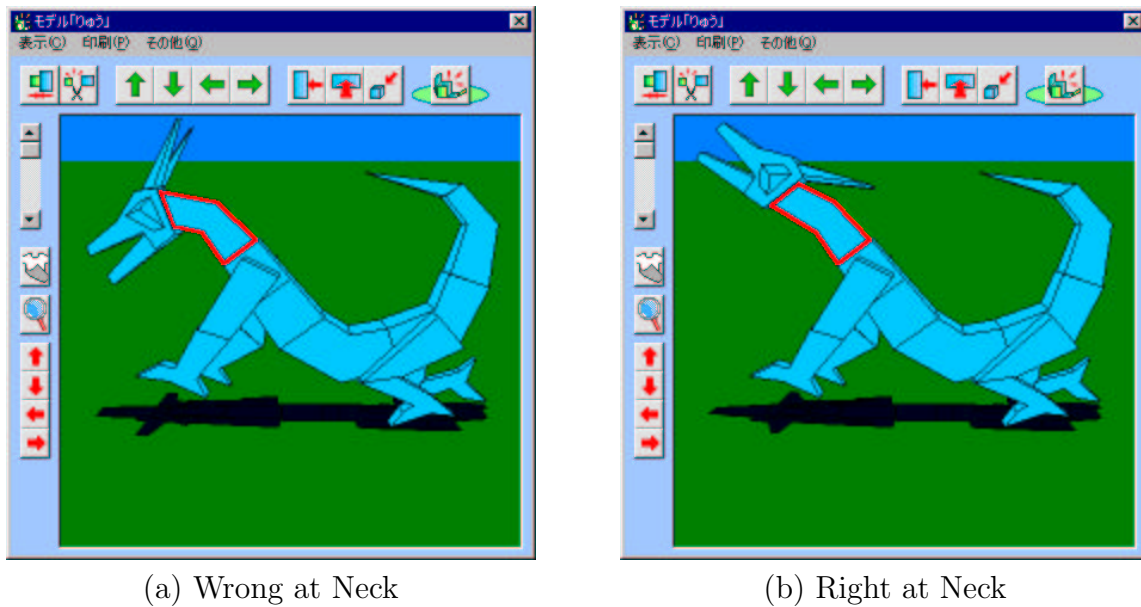 モデル「りゅう」
表示(C) 印刷(P) その他(O)
モデル「りゅう」
表示(C) 印刷(P) その他(O)
(a) Wrong at Neck
(b) Right at Neck